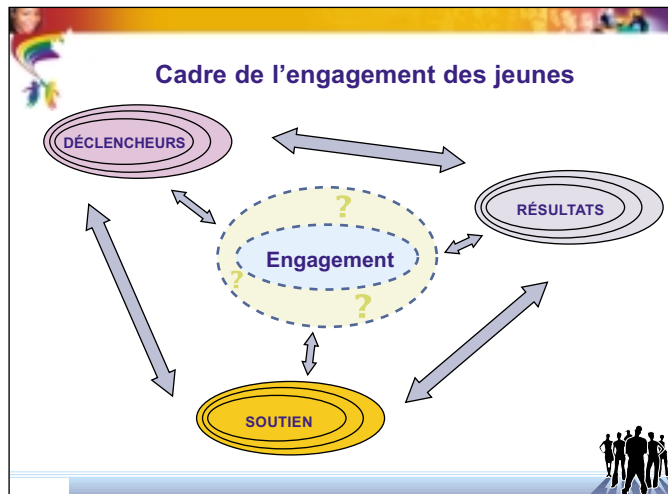 Cadre de l'engagement des jeunes
DÉCLENCHEURS
?
RÉSULTATS
Engagement
?
?
SOUTIEN